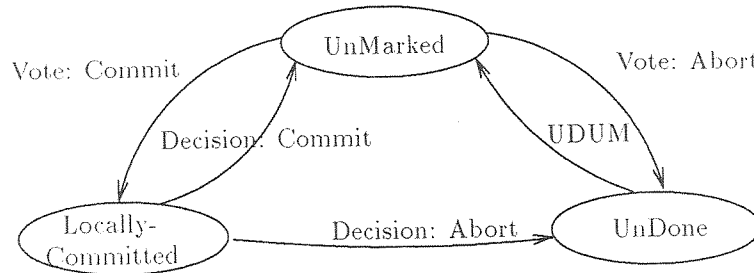 UnMarked
Vote: Commit
Vote: Abort
Decision: Commit
UDUM
Locally-
Committed
Decision: Abort
UnDone